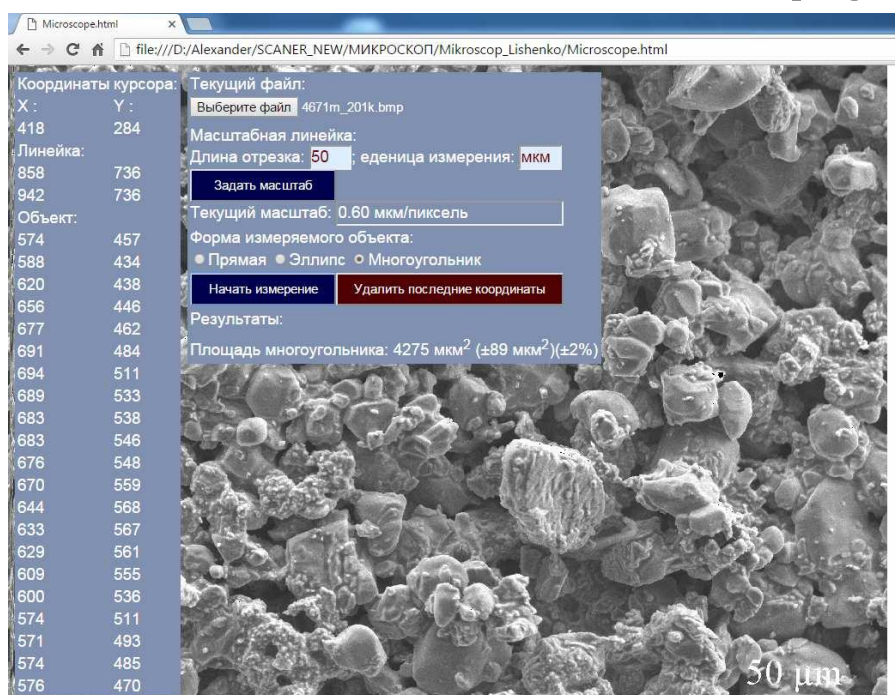 Microscope.html
file:///D:/Alexander/SCANER_NEW/МИКРОСКОП/Mikroscop_Lishenko/Microscope.html
Координаты курсора:
X : Y :
418 284
Линейка:
858 736
942 736
Объект:
574 457
588 434
620 438
656 446
677 462
691 484
694 511
689 533
683 538
683 546
676 548
670 559
644 568
633 567
629 561
609 555
600 536
574 511
571 493
574 485
576 470
Текущий файл:
Выберите файл 4671m_201k.bmp
Масштабная линейка:
Длина отрезка: 50 ; еденица измерения: мкм
Задать масштаб
Текущий масштаб: 0.60 мкм/пиксель
Форма измеряемого объекта:
Прямая Эллипс Многоугольник
Начать измерение Удалить последние координаты
Результаты:
Площадь многоугольника: 4275 мкм² (±89 мкм²)(±2%)
50 µm